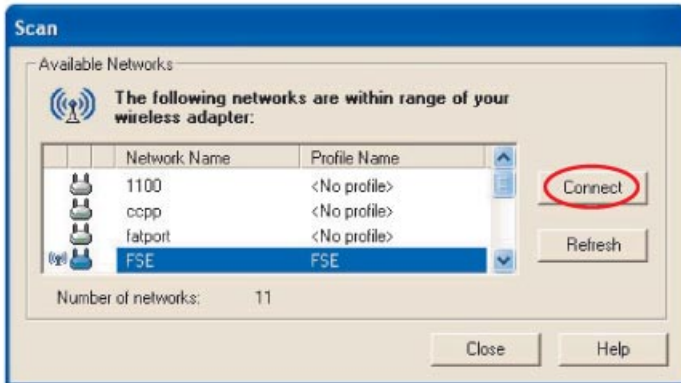 Scan
Available Networks
The following networks are within range of your
wireless adapter:
Network Name Profile Name
1100 <No profile>
ccpp <No profile>
fatport <No profile>
FSE FSE
Connect
Refresh
Number of networks: 11
Close Help